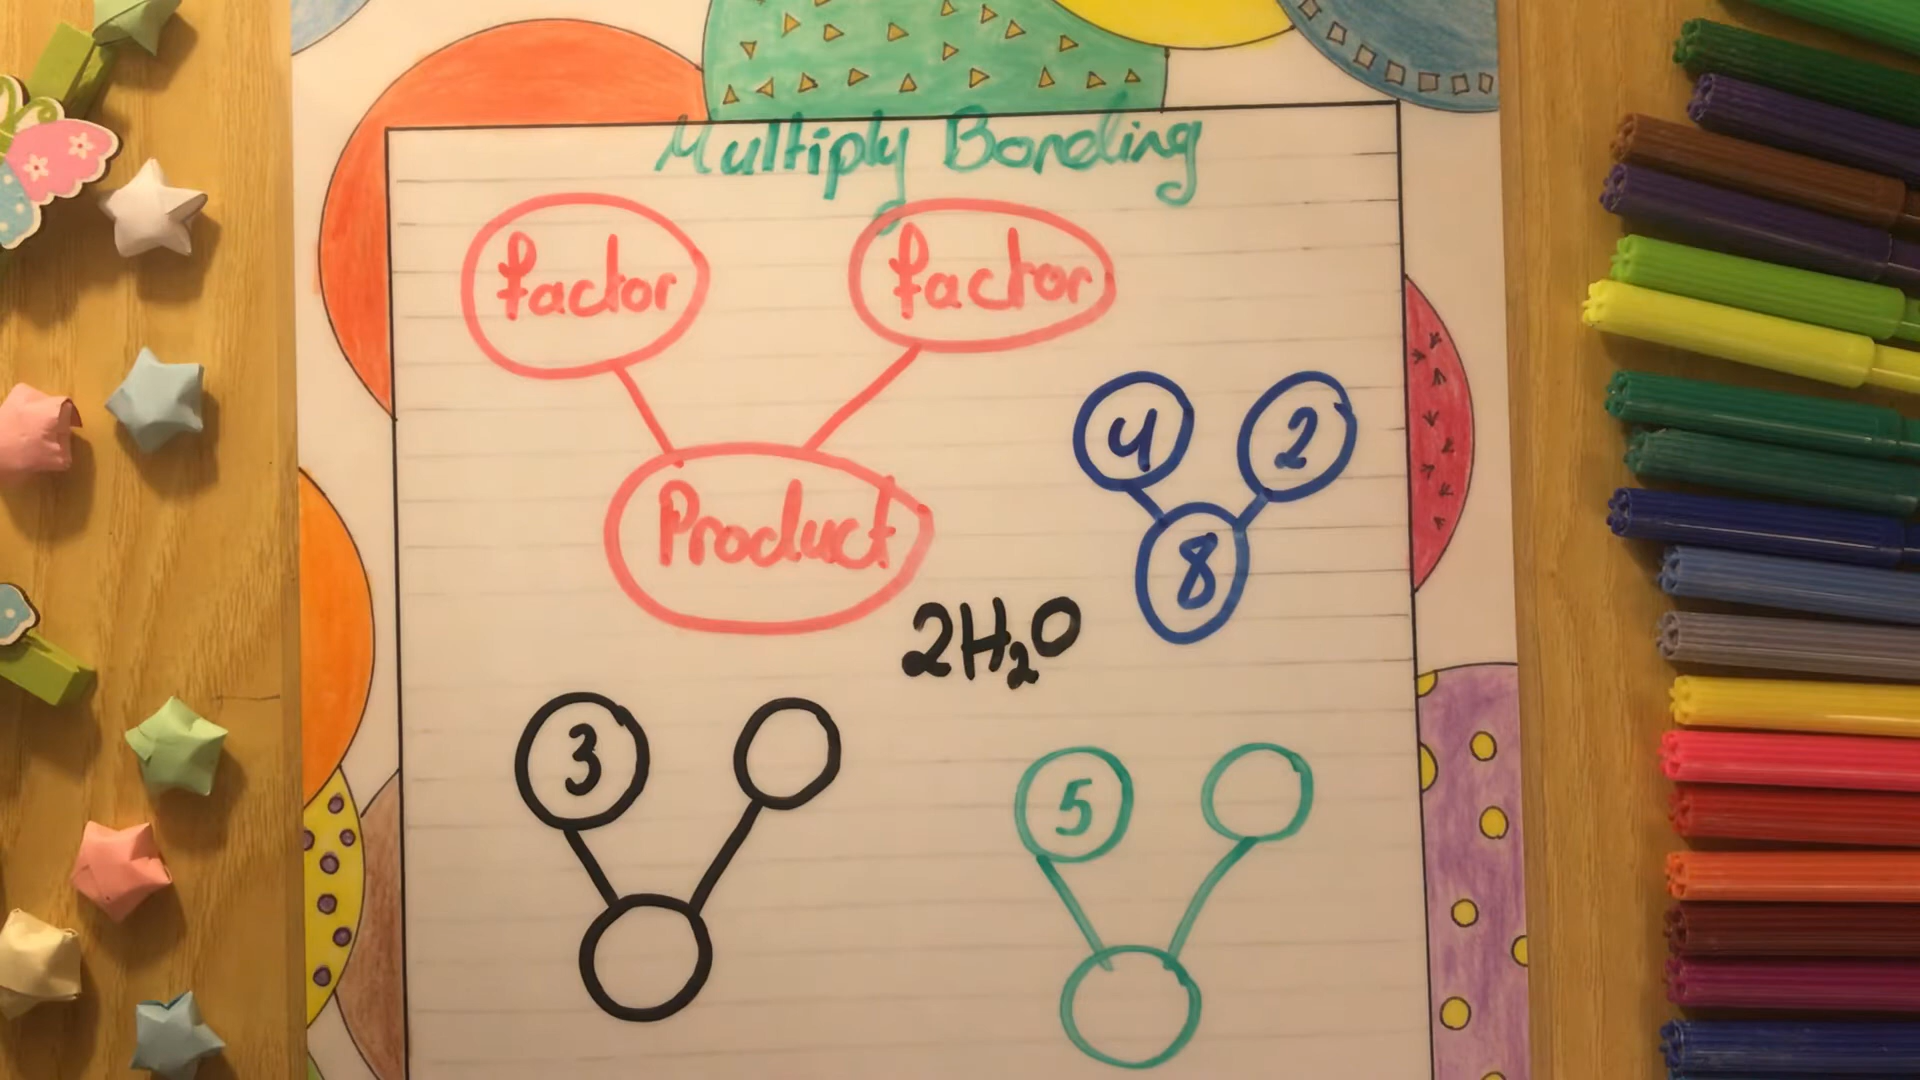 Multiply Bonding
factor factor
Product
4 2
8
2H₂O
3
5